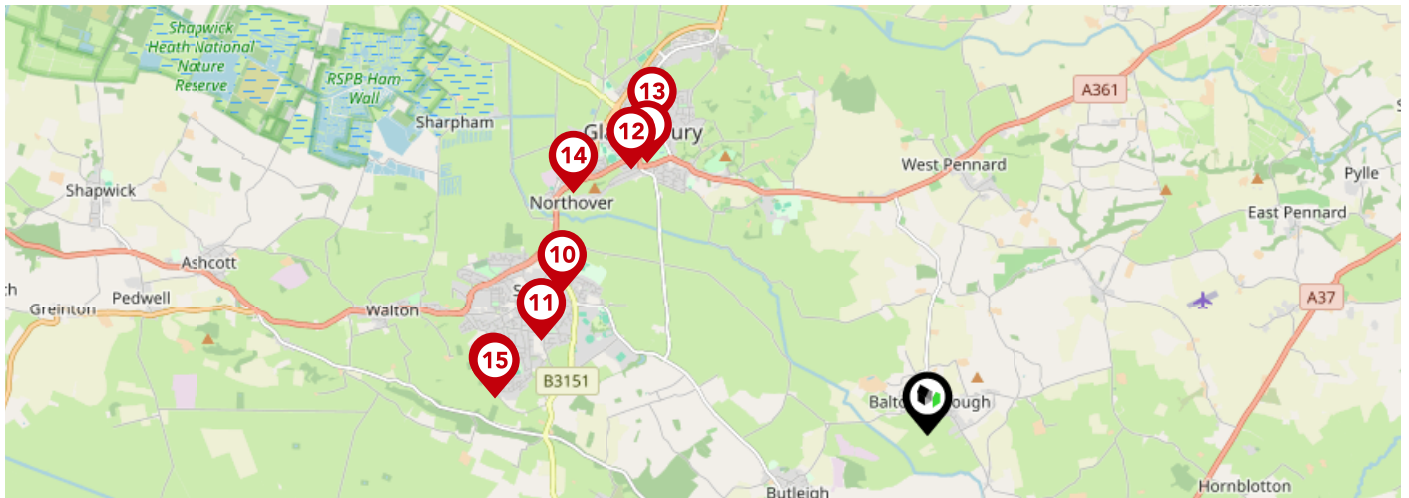 Shapwick
Heath National
Nature
Reserve
RSPB Ham
Wall
Sharpham
13
A361
12
14
West Pennard
Pylle
Shapwick
Northover
East Pennard
10
Ashcott
A37
Pedwell
11
Greinton
Walton
15
B3151
Butleigh
Hornblotton